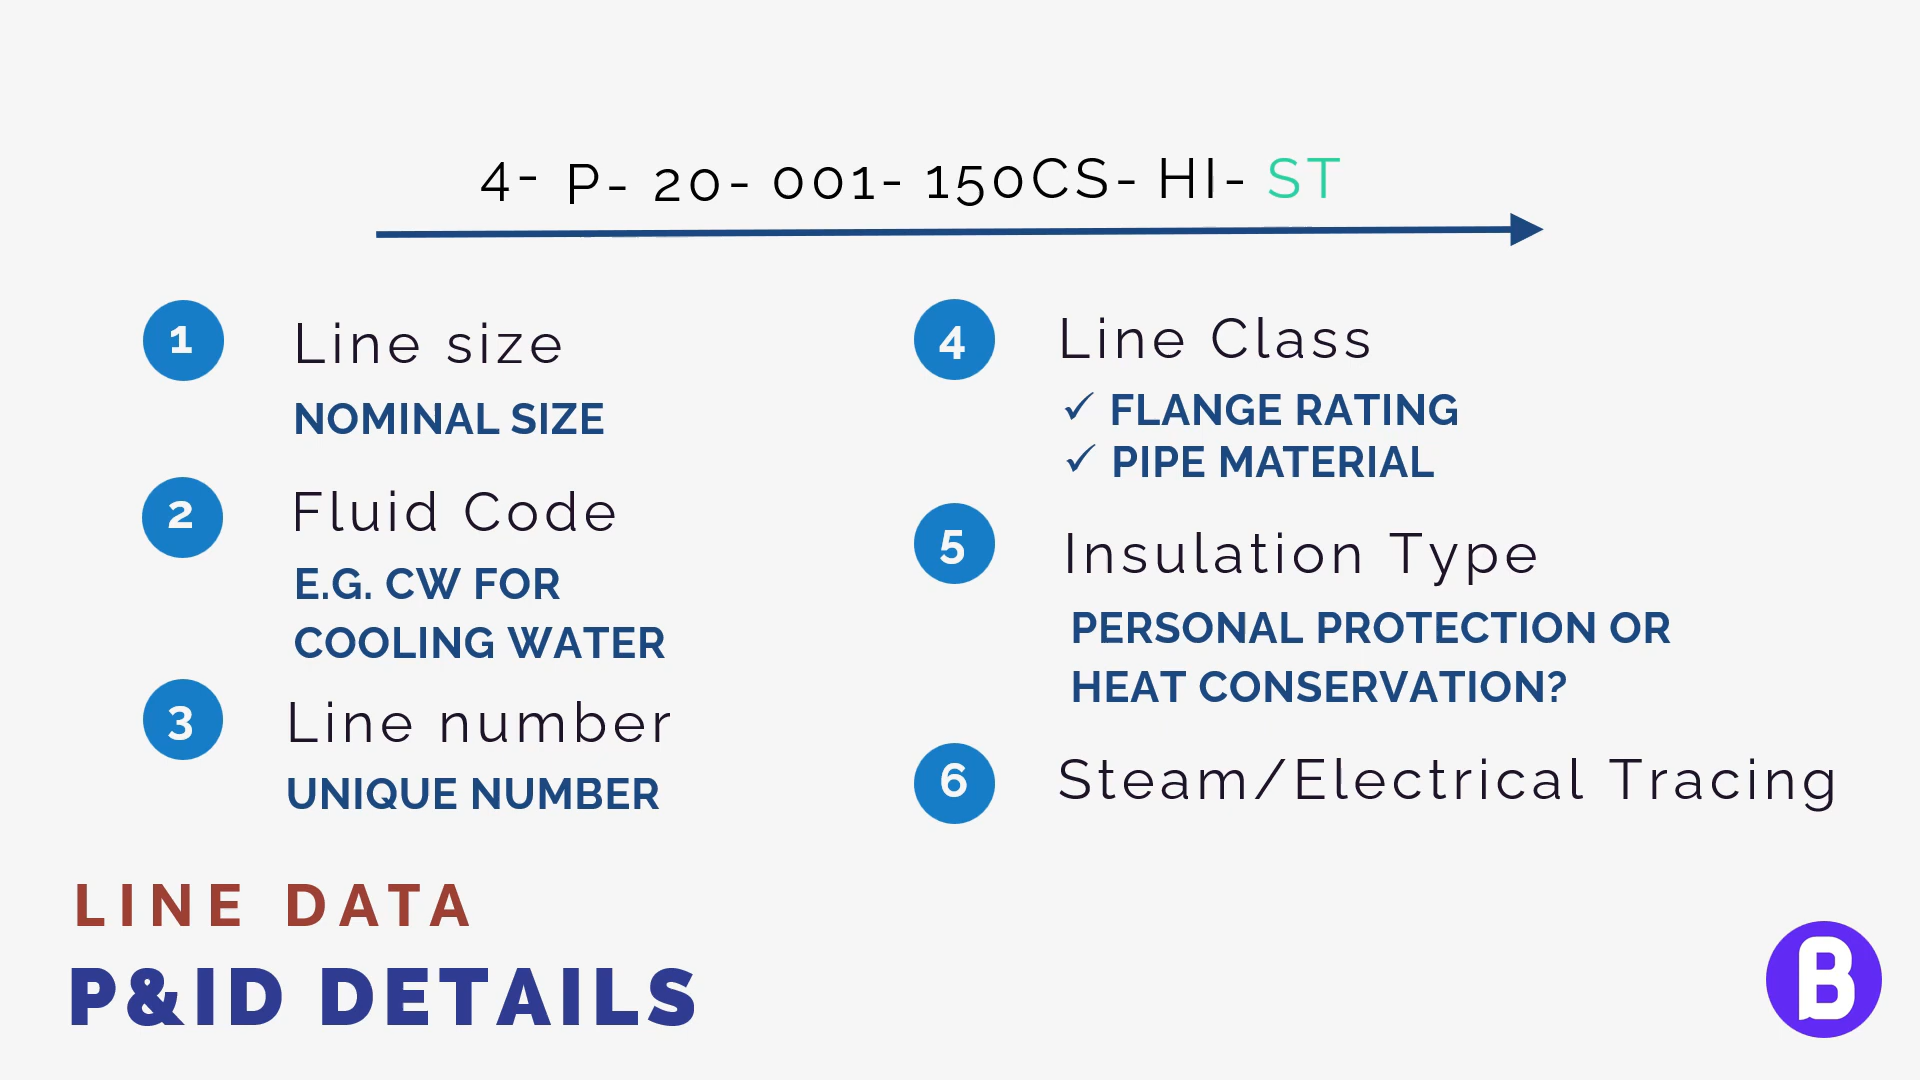 4- P- 20- 001- 150CS- HI- ST
1 Line size
NOMINAL SIZE
2 Fluid Code
E.G. CW FOR
COOLING WATER
3 Line number
UNIQUE NUMBER
4 Line Class
✓ FLANGE RATING
✓ PIPE MATERIAL
5 Insulation Type
PERSONAL PROTECTION OR
HEAT CONSERVATION?
6 Steam/Electrical Tracing
LINE DATA
P&ID DETAILS
B